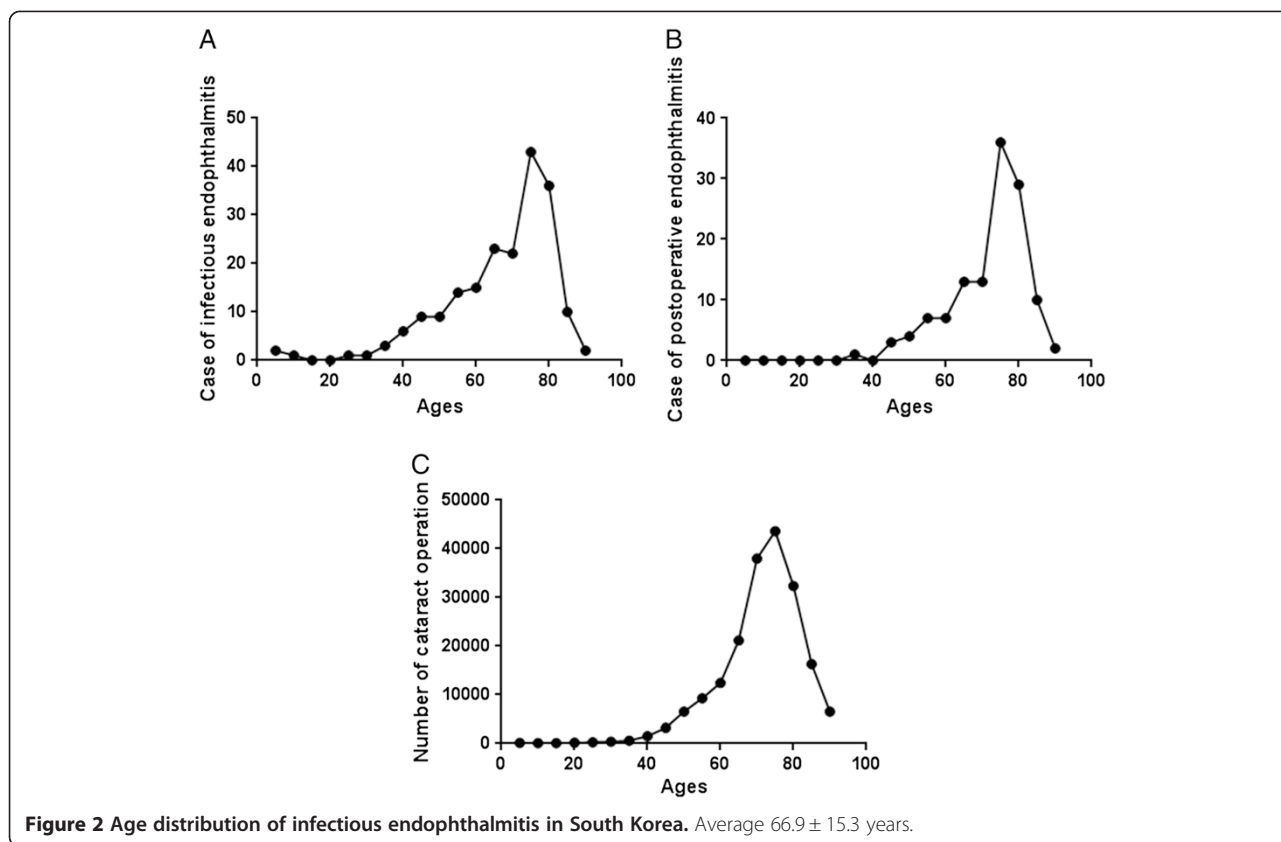 A
Case of infectious endophthalmitis
50
40
30
20
10
0
0 20 40 60 80 100
Ages
B
Case of postoperative endophthalmitis
40
30
20
10
0
0 20 40 60 80 100
Ages
C
Number of cataract operation
50000
40000
30000
20000
10000
0
0 20 40 60 80 100
Ages
Figure 2 Age distribution of infectious endophthalmitis in South Korea. Average 66.9 ± 15.3 years.